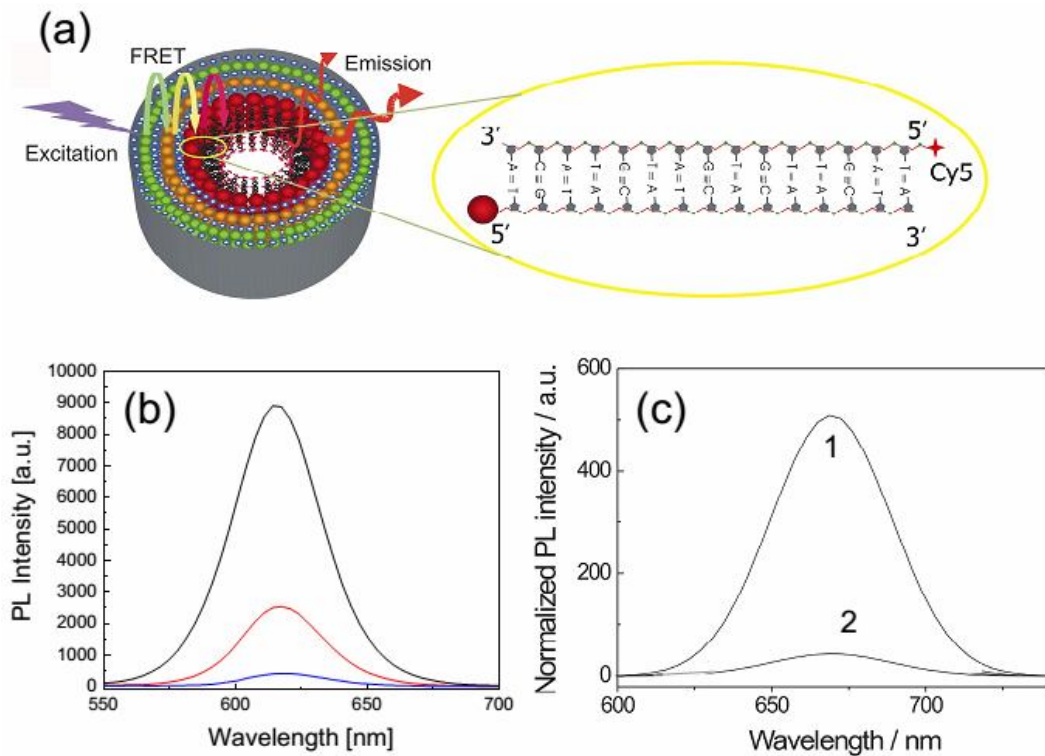 (a)
FRET
Emission
Excitation
3′
5′
Cy5
A=T
C≡G
A=T
T=A
G≡C
T=A
A=T
G≡C
T=A
G≡C
T=A
T=A
G≡C
A=T
T=A
5′
3′
(b)
10000
9000
8000
7000
6000
5000
4000
3000
2000
1000
0
PL Intensity [a.u.]
550
600
650
700
Wavelength [nm]
(c)
600
400
200
0
Normalized PL intensity / a.u.
1
2
600
650
700
Wavelength / nm